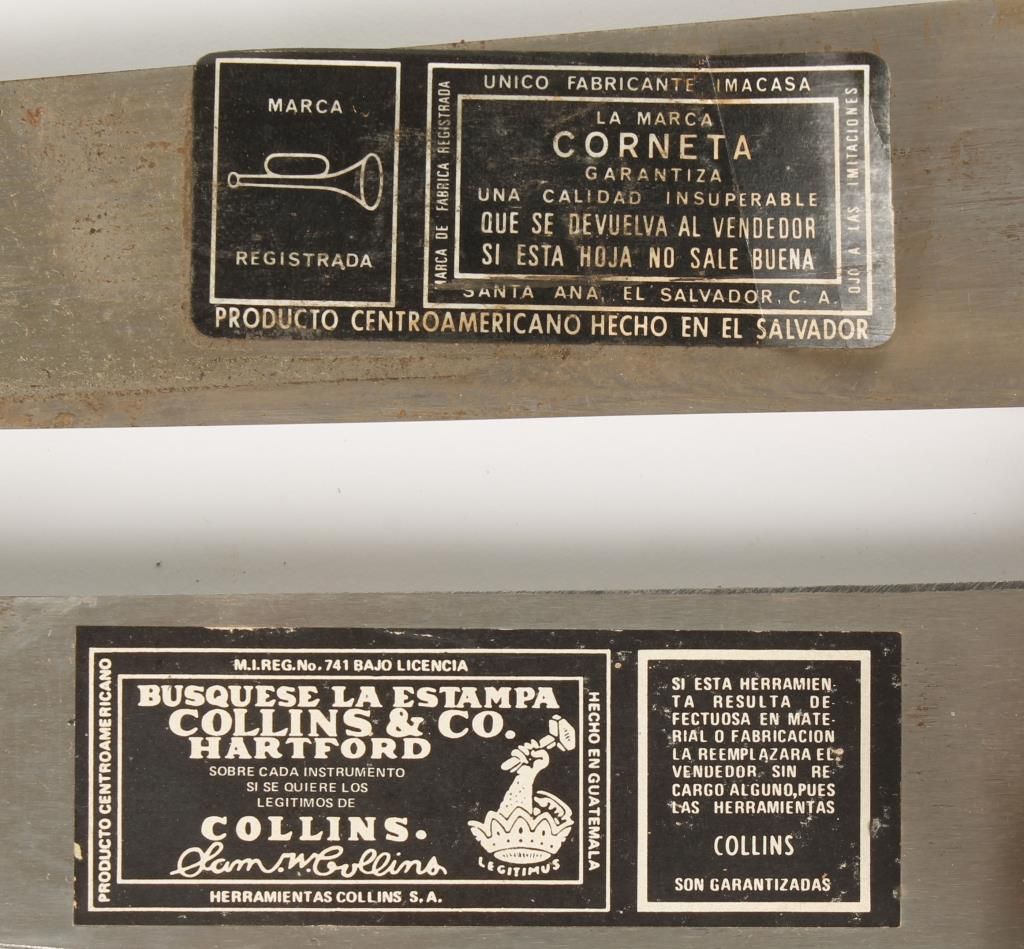 MARCA
REGISTRADA
MARCA DE FABRICA REGISTRADA
UNICO FABRICANTE IMACASA
LA MARCA
CORNETA
GARANTIZA
UNA CALIDAD INSUPERABLE
QUE SE DEVUELVA AL VENDEDOR
SI ESTA HOJA NO SALE BUENA
SANTA ANA, EL SALVADOR, C. A.
OJO A LAS IMITACIONES
PRODUCTO CENTROAMERICANO HECHO EN EL SALVADOR
PRODUCTO CENTROAMERICANO
M.I.REG.No. 741 BAJO LICENCIA
BUSQUESE LA ESTAMPA
COLLINS & CO.
HARTFORD
SOBRE CADA INSTRUMENTO
SI SE QUIERE LOS
LEGITIMOS DE
COLLINS.
Sam. W. Collins
LEGITIMUS
HECHO EN GUATEMALA
HERRAMIENTAS COLLINS S. A.
SI ESTA HERRAMIEN-
TA RESULTA DE-
FECTUOSA EN MATE-
RIAL O FABRICACION
LA REEMPLAZARA EL
VENDEDOR SIN RE-
CARGO ALGUNO, PUES
LAS HERRAMIENTAS
COLLINS
SON GARANTIZADAS